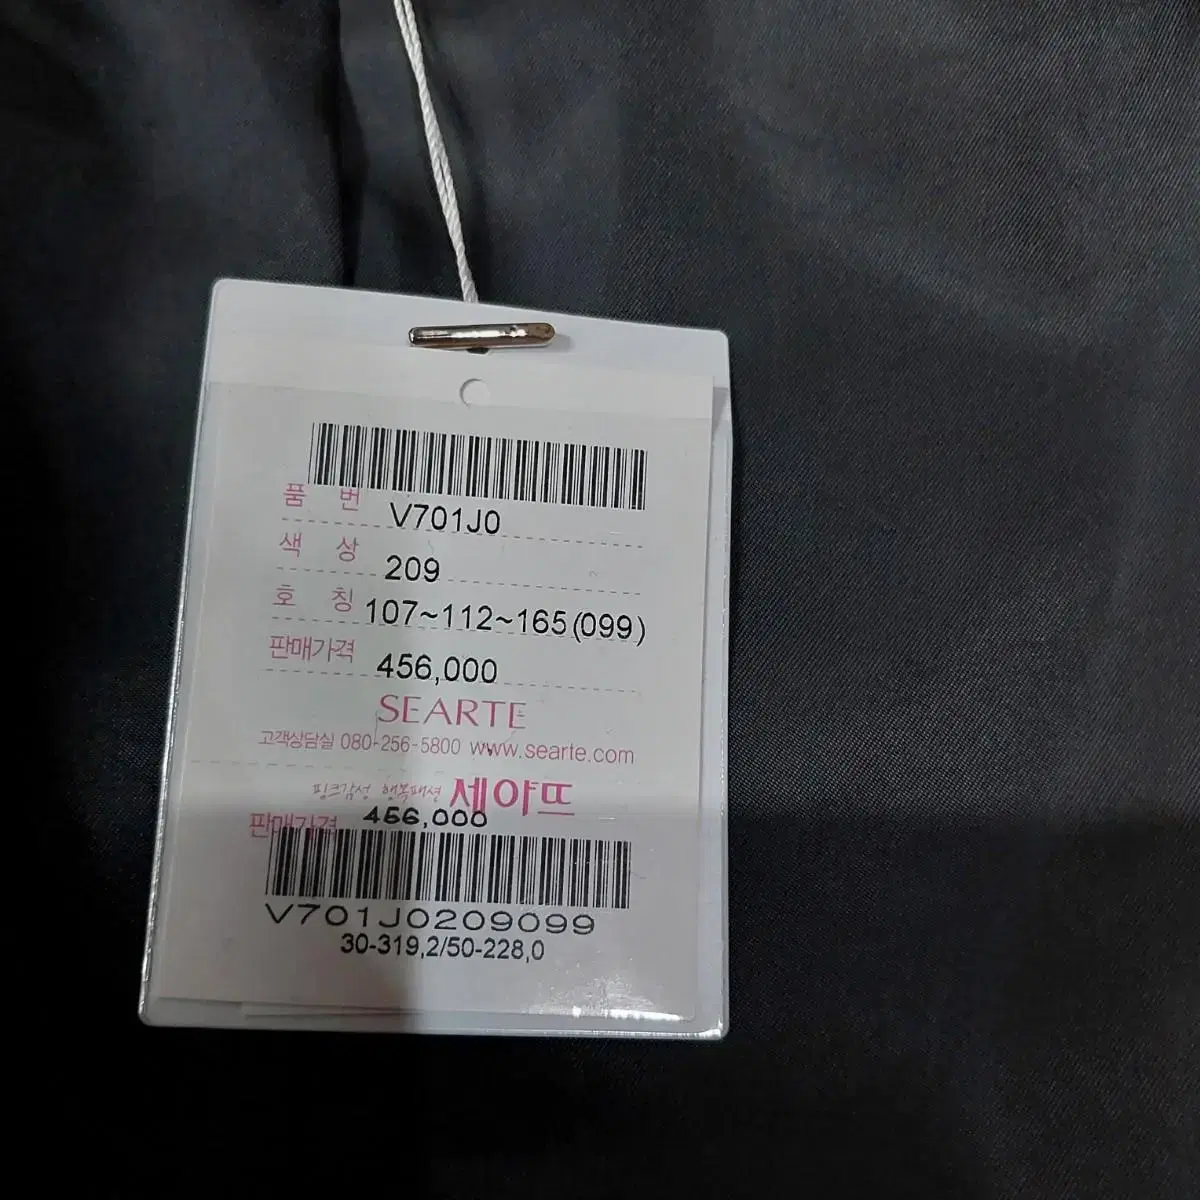 품 번 V701J0
색 상 209
호 칭 107~112~165(099)
판매가격 456,000
SEARTE
고객상담실 080-256-5800 www.searte.com
핑크감성 행복패션 세아뜨
판매가격 456,000
V701J0209099
30-319,2/50-228,0